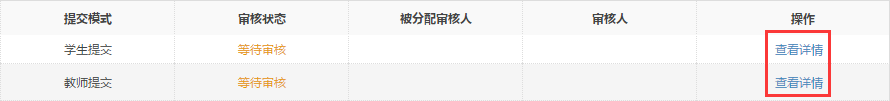 提交模式 审核状态 被分配审核人 审核人 操作
学生提交 等待审核 查看详情
教师提交 等待审核 查看详情